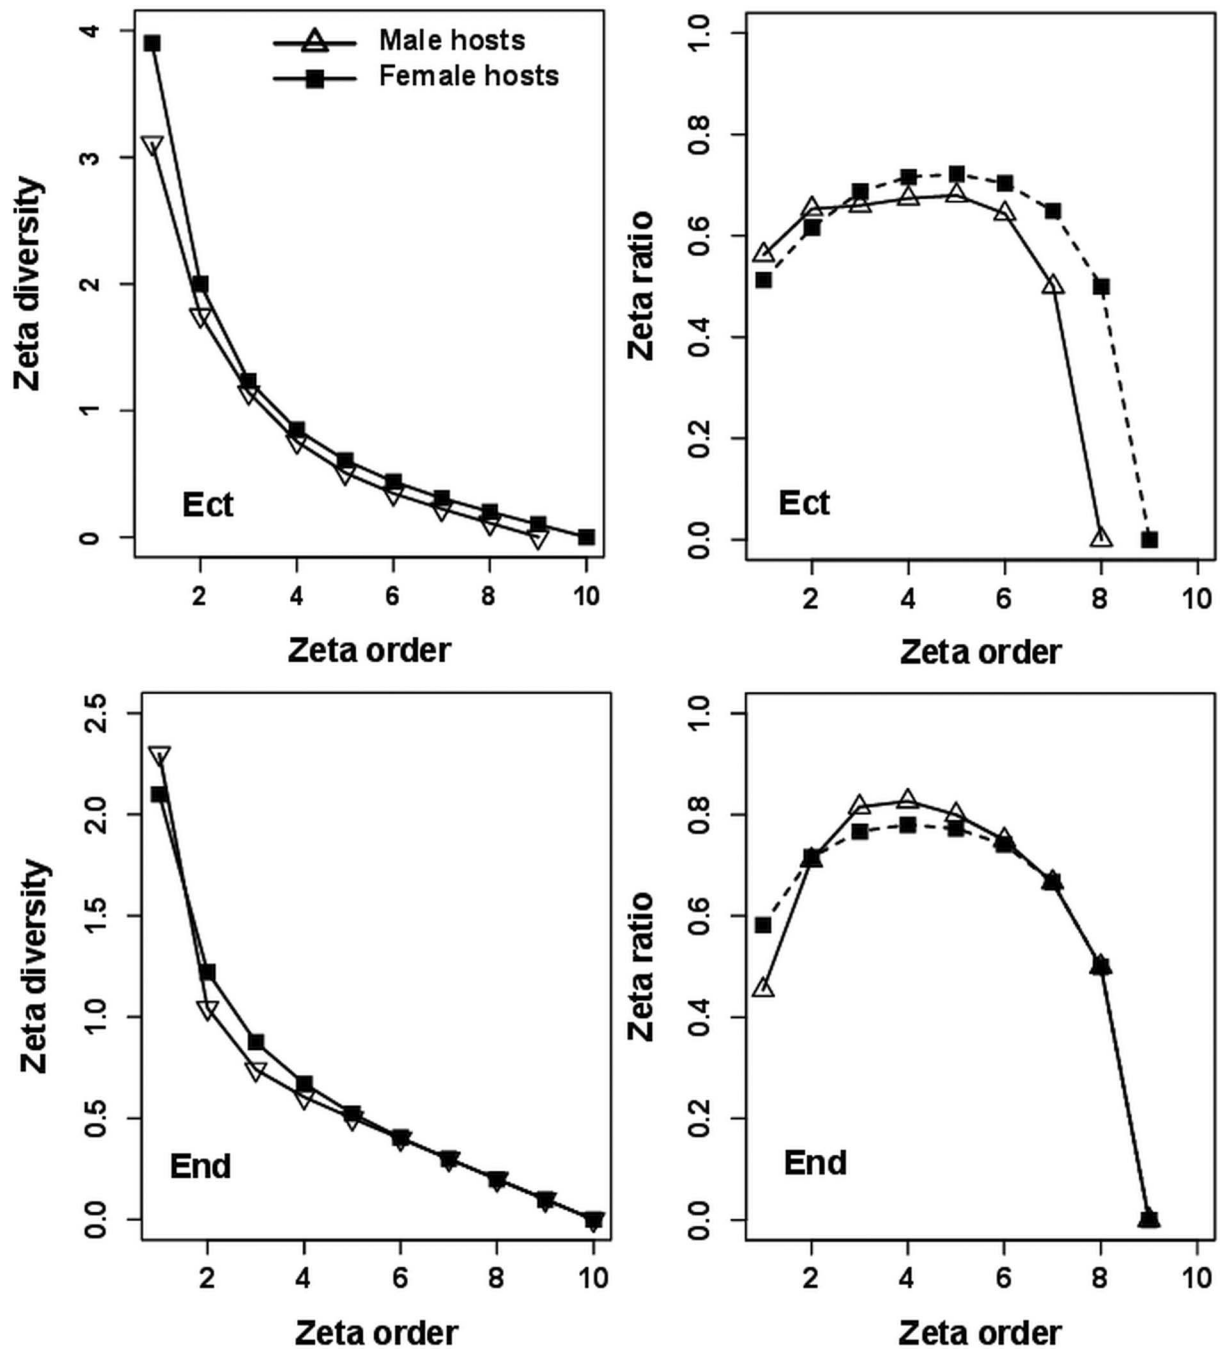 Male hosts
Female hosts
Zeta diversity
4
3
2
1
0
Ect
2 4 6 8 10
Zeta order
Zeta ratio
1.0
0.8
0.6
0.4
0.2
0.0
Ect
2 4 6 8 10
Zeta order
Zeta diversity
2.5
2.0
1.5
1.0
0.5
0.0
End
2 4 6 8 10
Zeta order
Zeta ratio
1.0
0.8
0.6
0.4
0.2
0.0
End
2 4 6 8 10
Zeta order